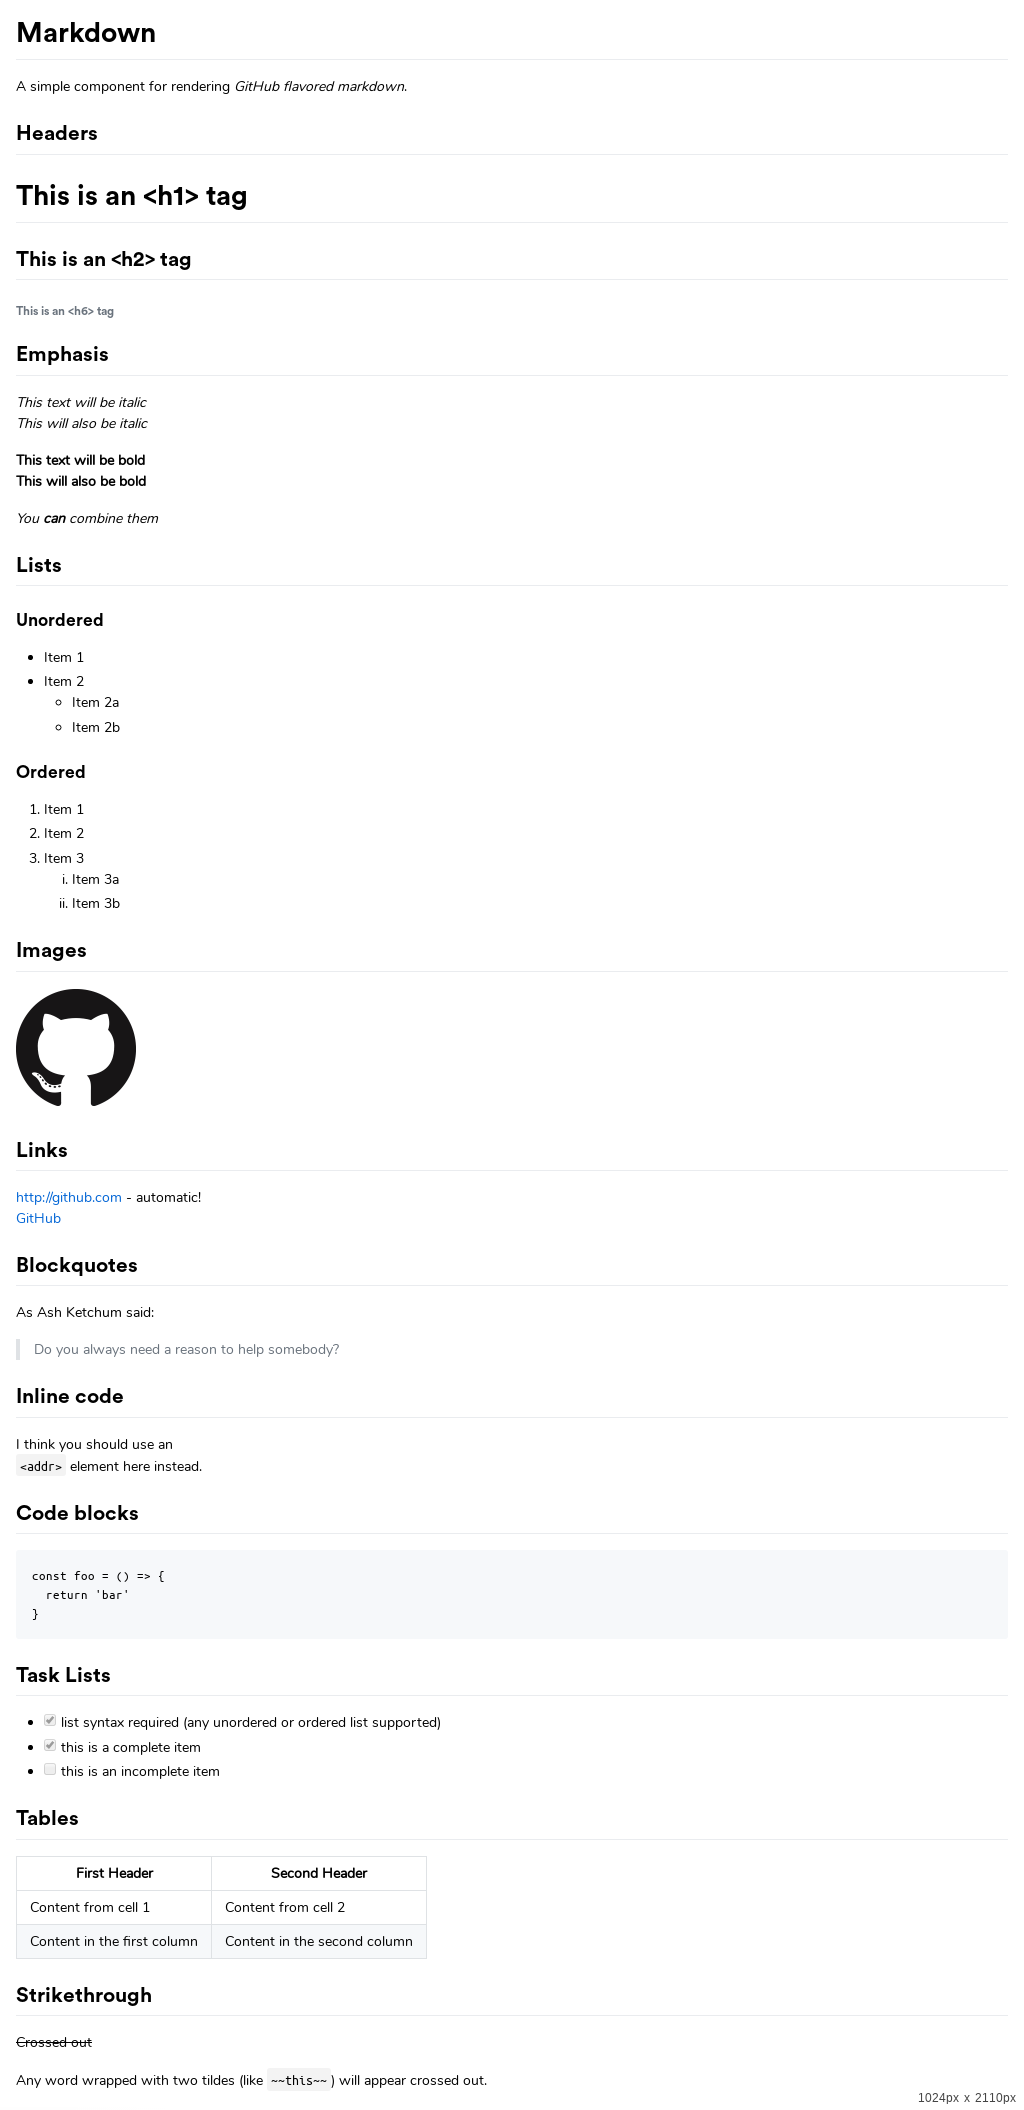 Markdown
A simple component for rendering GitHub flavored markdown.
Headers
This is an <h1> tag
This is an <h2> tag
This is an <h6> tag
Emphasis
This text will be italic
This will also be italic
This text will be bold
This will also be bold
You can combine them
Lists
Unordered
Item 1
Item 2
Item 2a
Item 2b
Ordered
1. Item 1
2. Item 2
3. Item 3
i. Item 3a
ii. Item 3b
Images
Links
http://github.com - automatic!
GitHub
Blockquotes
As Ash Ketchum said:
Do you always need a reason to help somebody?
Inline code
I think you should use an
<addr> element here instead.
Code blocks
const foo = () => {
  return 'bar'
}
Task Lists
list syntax required (any unordered or ordered list supported)
this is a complete item
this is an incomplete item
Tables
First Header Second Header
Content from cell 1 Content from cell 2
Content in the first column Content in the second column
Strikethrough
Crossed out
Any word wrapped with two tildes (like ~~this~~) will appear crossed out.
1024px x 2110px